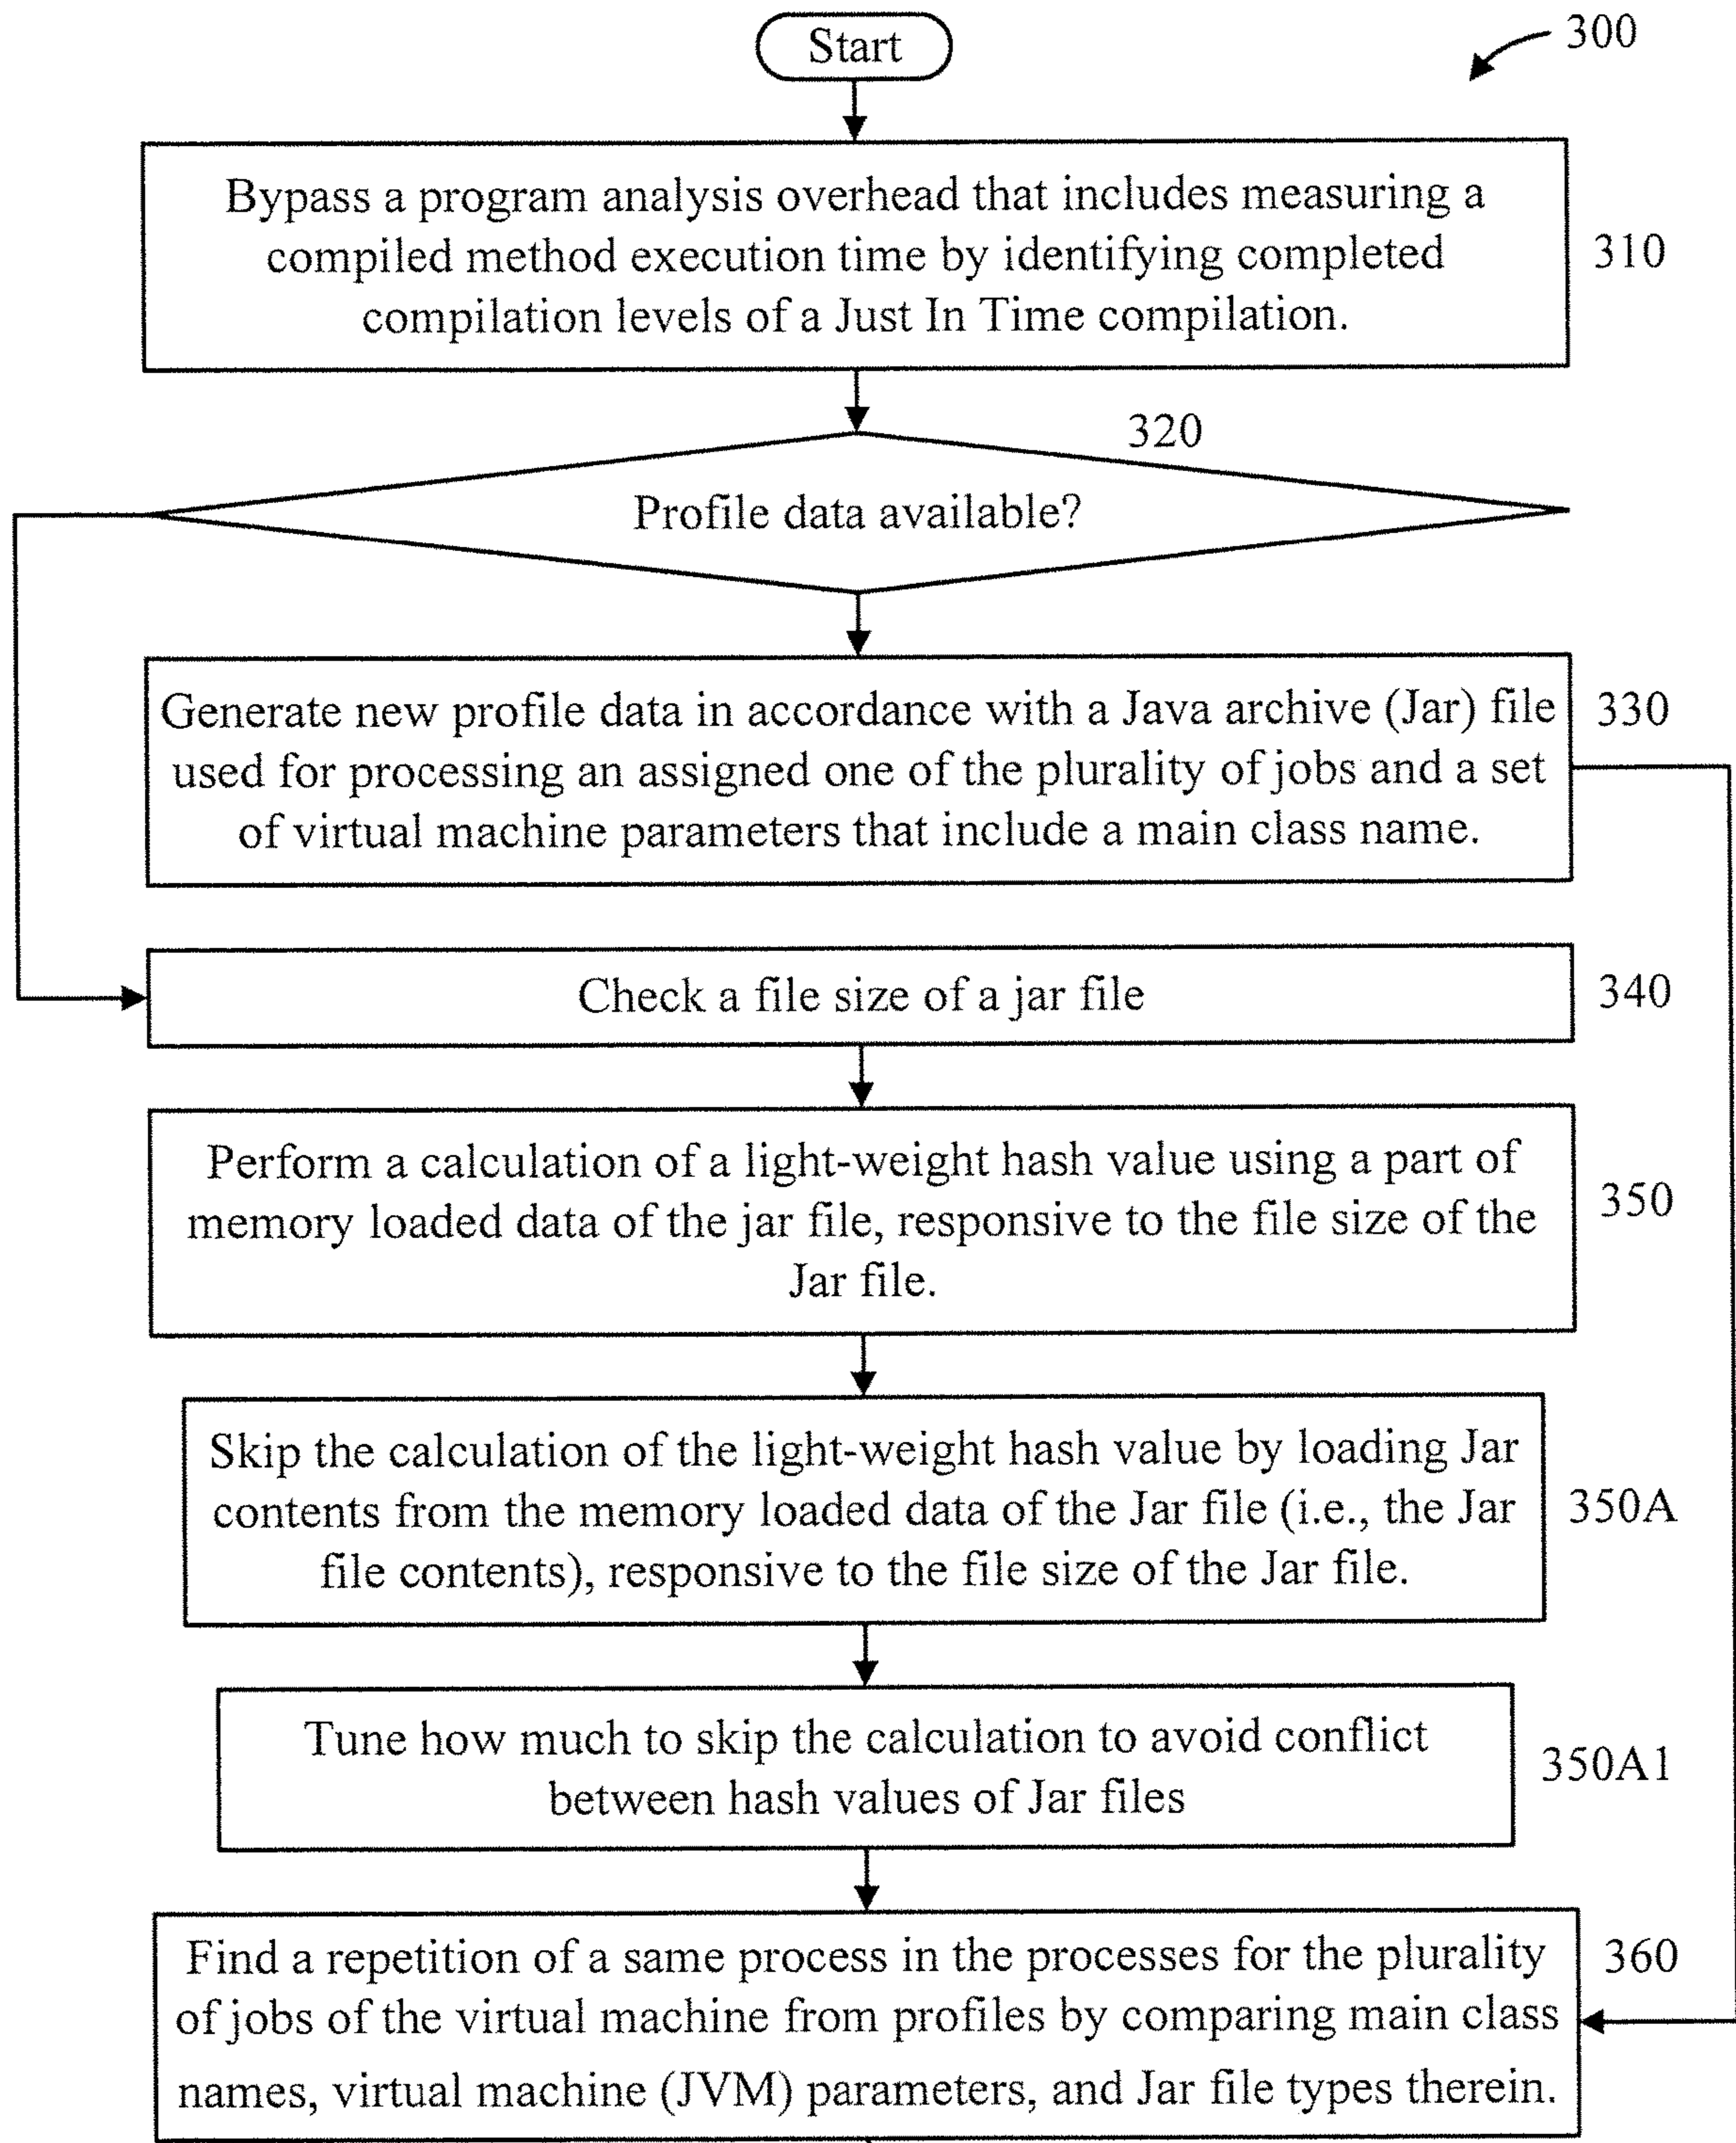 Start
300
Bypass a program analysis overhead that includes measuring a
compiled method execution time by identifying completed
compilation levels of a Just In Time compilation.
310
320
Profile data available?
Generate new profile data in accordance with a Java archive (Jar) file
used for processing an assigned one of the plurality of jobs and a set
of virtual machine parameters that include a main class name.
330
Check a file size of a jar file
340
Perform a calculation of a light-weight hash value using a part of
memory loaded data of the jar file, responsive to the file size of the
Jar file.
350
Skip the calculation of the light-weight hash value by loading Jar
contents from the memory loaded data of the Jar file (i.e., the Jar
file contents), responsive to the file size of the Jar file.
350A
Tune how much to skip the calculation to avoid conflict
between hash values of Jar files
350A1
Find a repetition of a same process in the processes for the plurality
of jobs of the virtual machine from profiles by comparing main class
names, virtual machine (JVM) parameters, and Jar file types therein.
360